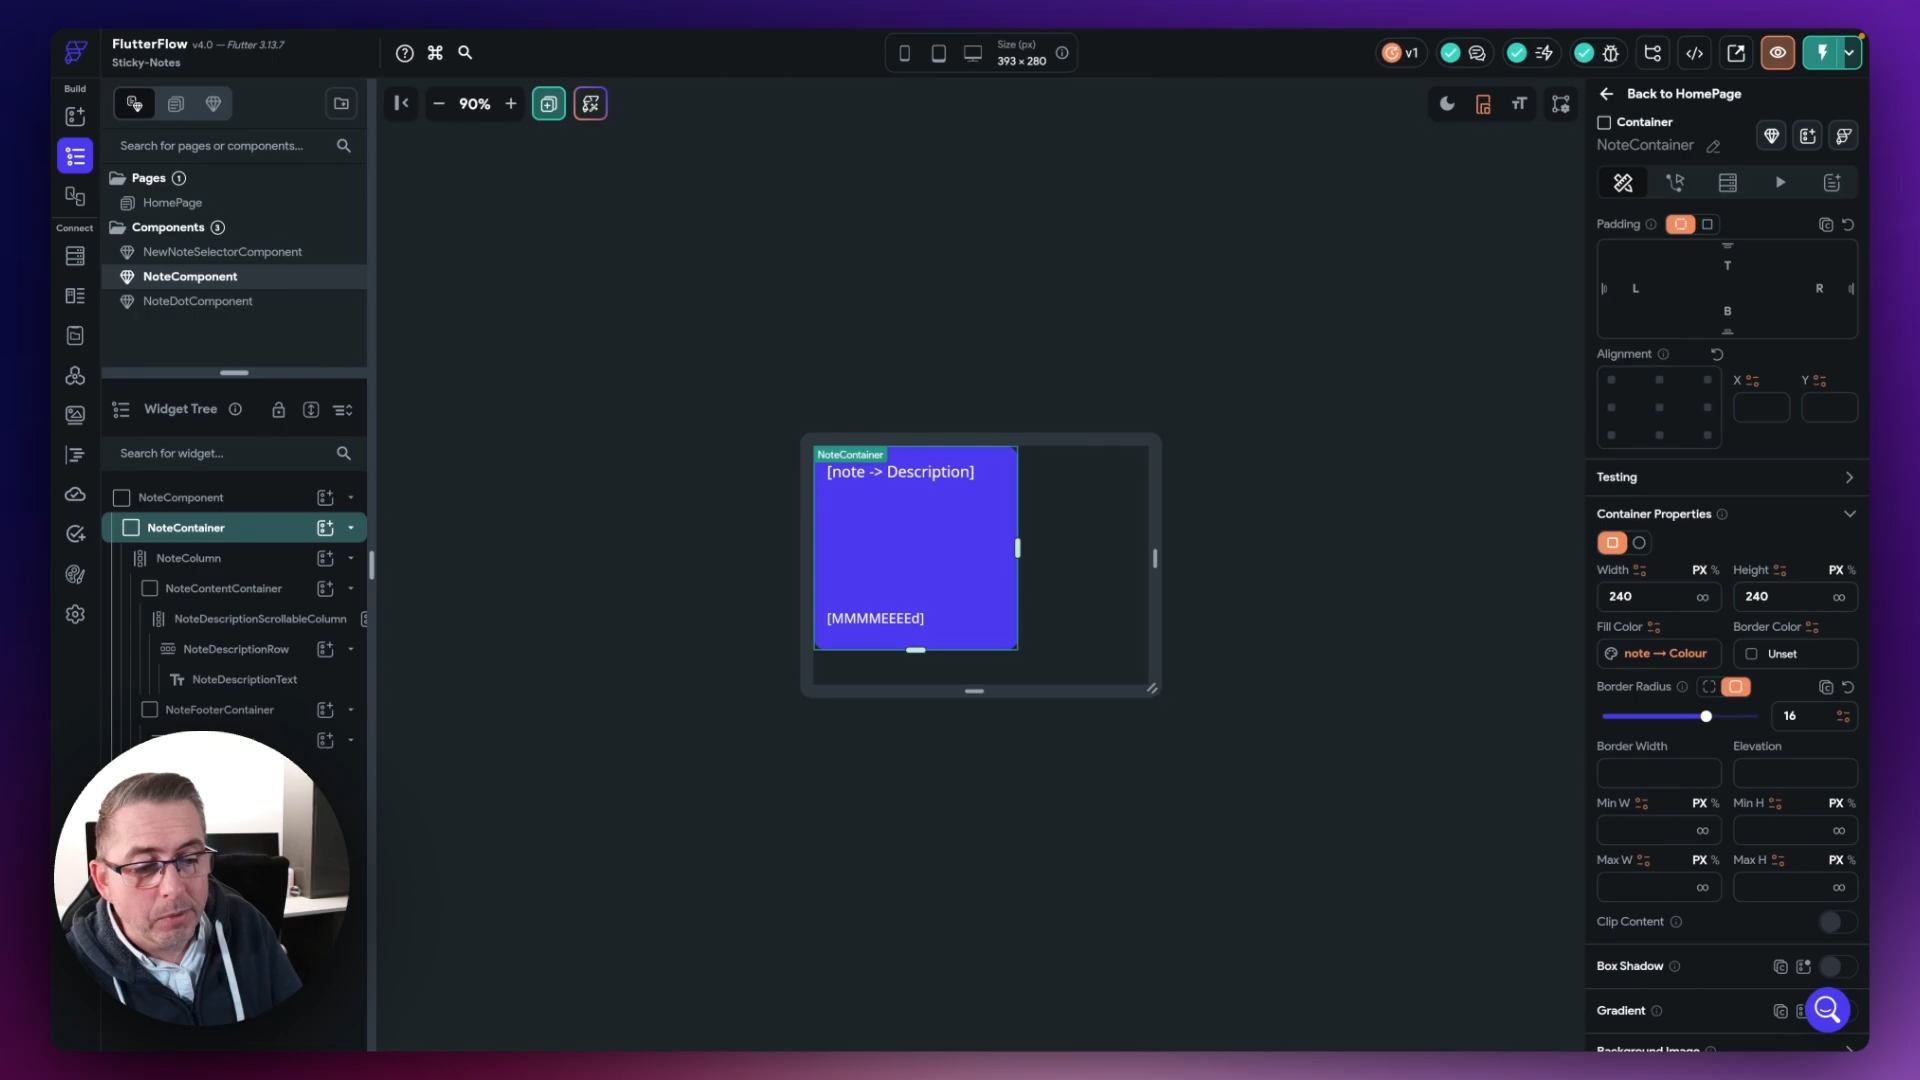 FlutterFlow v4.0 — Flutter 3.13.7
Sticky-Notes
Size (px)
393 × 280
v1
Build
Connect
Search for pages or components...
Pages 1
HomePage
Components 3
NewNoteSelectorComponent
NoteComponent
NoteDotComponent
Widget Tree
Search for widget...
NoteComponent
NoteContainer
NoteColumn
NoteContentContainer
NoteDescriptionScrollableColumn
NoteDescriptionRow
NoteDescriptionText
NoteFooterContainer
90%
NoteContainer
[note -> Description]
[MMMMEEEEd]
Back to HomePage
Container
NoteContainer
Padding
T
L R
B
Alignment
X Y
Testing
Container Properties
Width PX % Height PX %
240 ∞ 240 ∞
Fill Color Border Color
note → Colour Unset
Border Radius
16
Border Width Elevation
Min W PX % Min H PX %
∞ ∞
Max W PX % Max H PX %
∞ ∞
Clip Content
Box Shadow
Gradient
Background Image